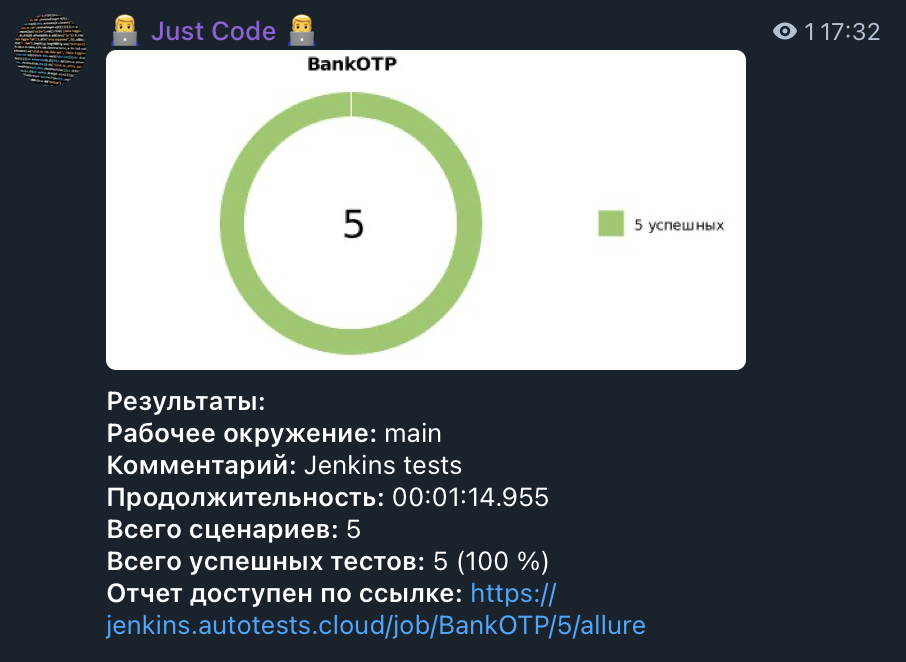 Just Code
1 17:32
BankOTP
5
5 успешных
Результаты:
Рабочее окружение: main
Комментарий: Jenkins tests
Продолжительность: 00:01:14.955
Всего сценариев: 5
Всего успешных тестов: 5 (100 %)
Отчет доступен по ссылке: https://
jenkins.autotests.cloud/job/BankOTP/5/allure